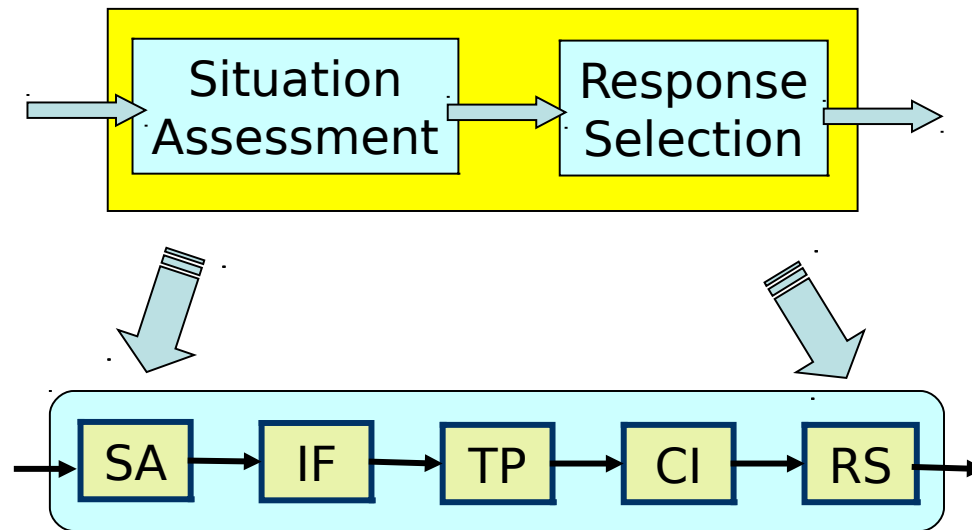 Situation
Assessment
Response
Selection
SA
IF
TP
CI
RS